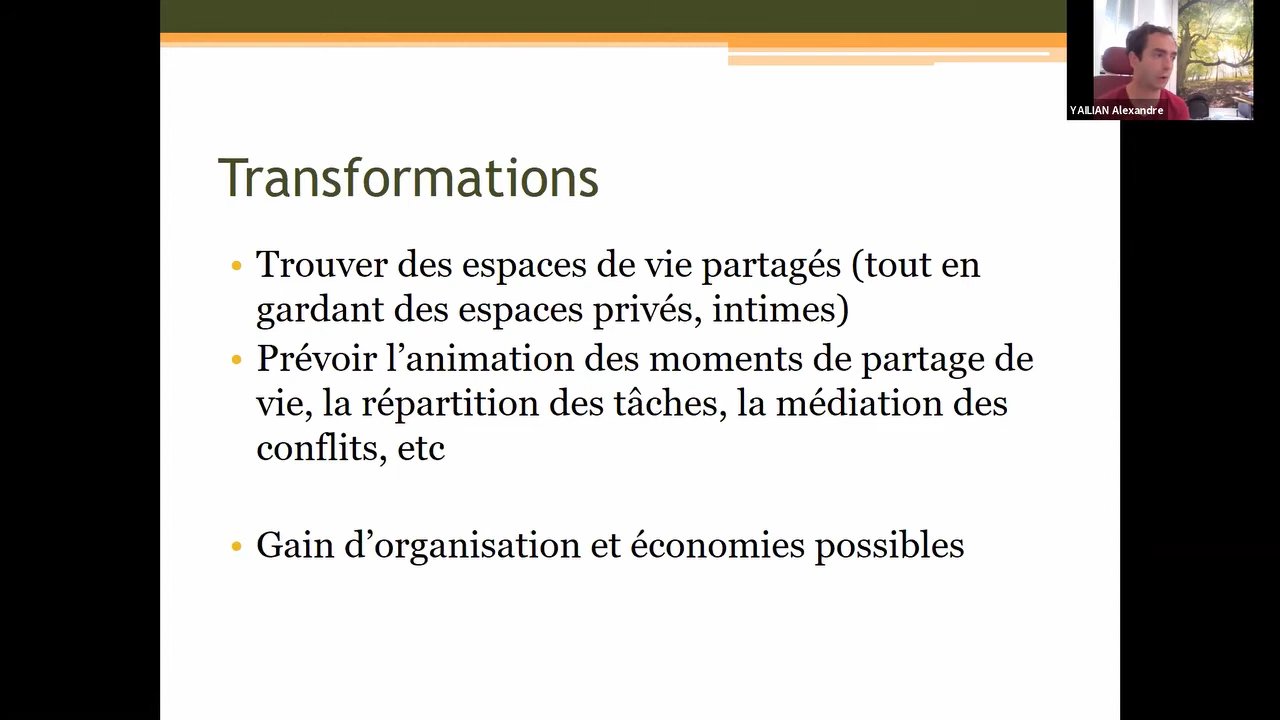 YAILIAN Alexandre
Transformations
• Trouver des espaces de vie partagés (tout en
gardant des espaces privés, intimes)
• Prévoir l’animation des moments de partage de
vie, la répartition des tâches, la médiation des
conflits, etc
• Gain d’organisation et économies possibles